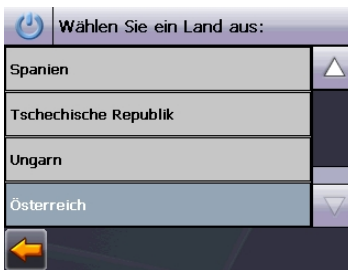 Wählen Sie ein Land aus:
Spanien
Tschechische Republik
Ungarn
Österreich